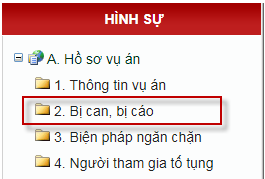 HÌNH SỰ
A. Hồ sơ vụ án
1. Thông tin vụ án
2. Bị can, bị cáo
3. Biện pháp ngăn chặn
4. Người tham gia tố tụng